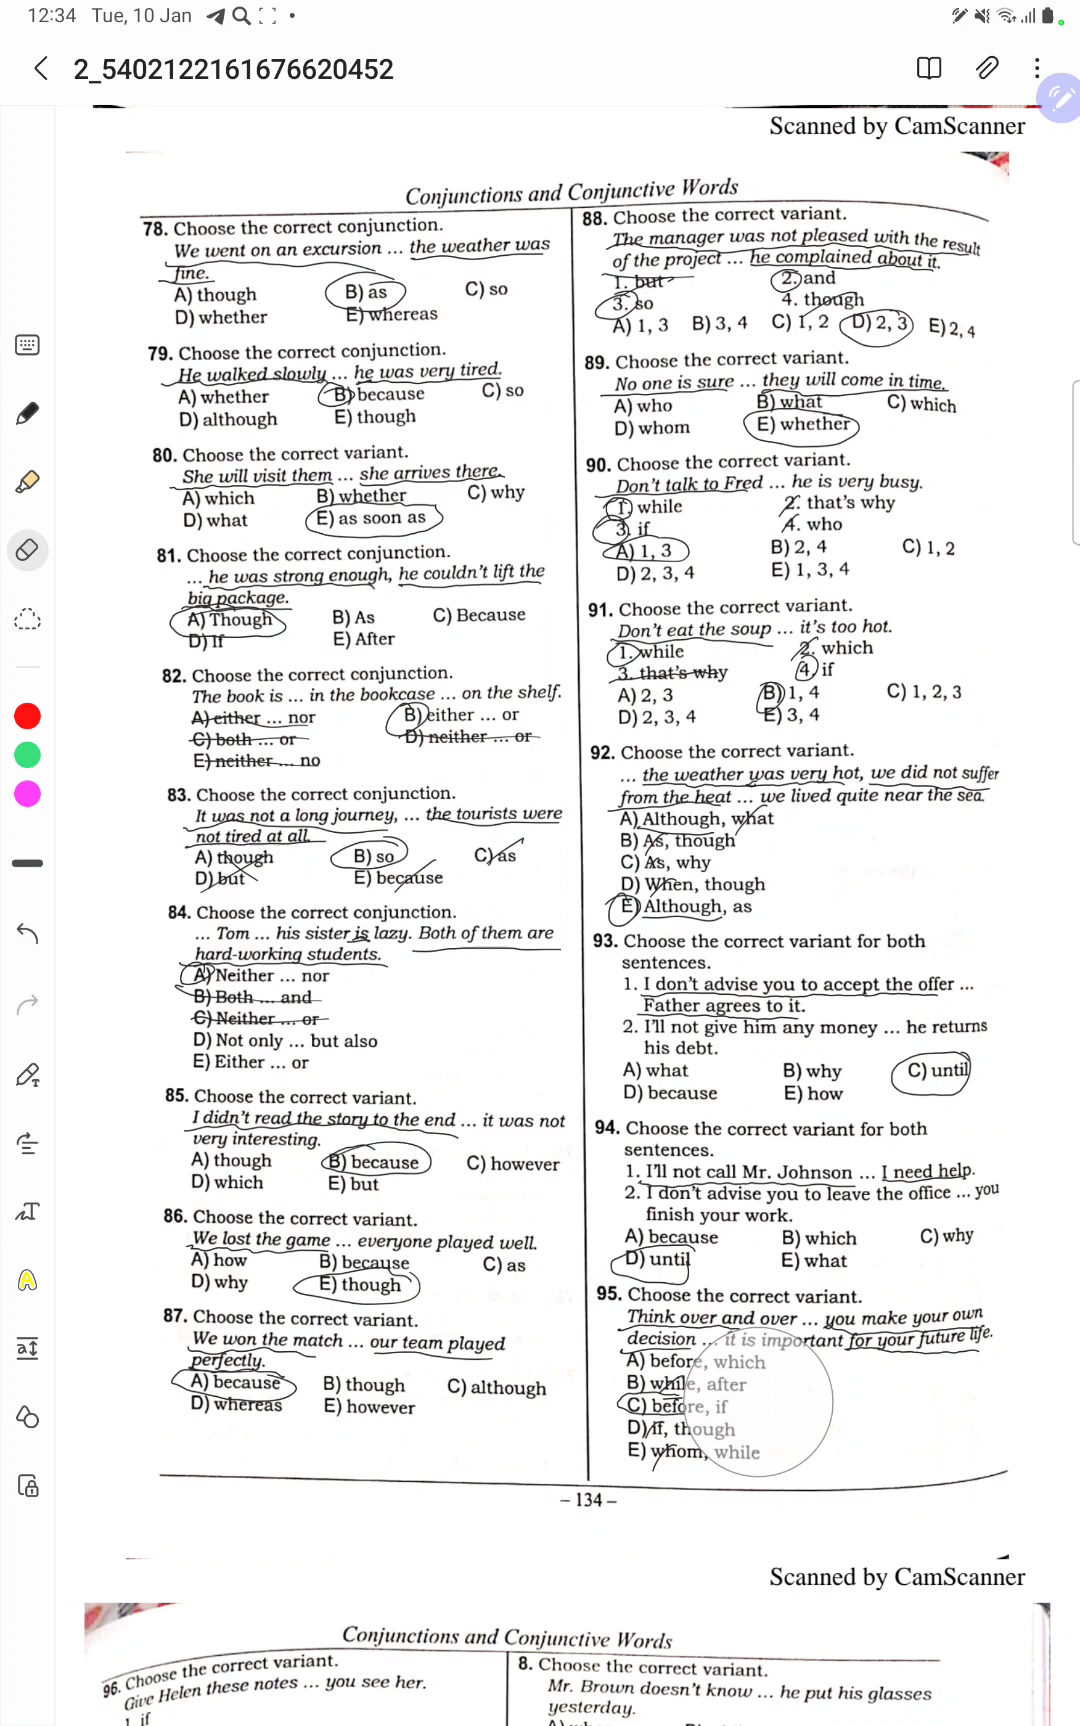 12:34 Tue, 10 Jan
2_5402122161676620452
Scanned by CamScanner
Conjunctions and Conjunctive Words
78. Choose the correct conjunction.
We went on an excursion ... the weather was
fine.
A) though B) as C) so
D) whether E) whereas
79. Choose the correct conjunction.
He walked slowly ... he was very tired.
A) whether B) because C) so
D) although E) though
80. Choose the correct variant.
She will visit them ... she arrives there.
A) which B) whether C) why
D) what E) as soon as
81. Choose the correct conjunction.
... he was strong enough, he couldn't lift the
big package.
A) Though B) As C) Because
D) If E) After
82. Choose the correct conjunction.
The book is ... in the bookcase ... on the shelf.
A) either ... nor B) either ... or
C) both ... or D) neither ... or
E) neither ... no
83. Choose the correct conjunction.
It was not a long journey, ... the tourists were
not tired at all.
A) though B) so C) as
D) but E) because
84. Choose the correct conjunction.
... Tom ... his sister is lazy. Both of them are
hard-working students.
A) Neither ... nor
B) Both ... and
C) Neither ... or
D) Not only ... but also
E) Either ... or
85. Choose the correct variant.
I didn't read the story to the end ... it was not
very interesting.
A) though B) because C) however
D) which E) but
86. Choose the correct variant.
We lost the game ... everyone played well.
A) how B) because C) as
D) why E) though
87. Choose the correct variant.
We won the match ... our team played
perfectly.
A) because B) though C) although
D) whereas E) however
88. Choose the correct variant.
The manager was not pleased with the result
of the project ... he complained about it.
1. but 2. and
3. so 4. though
A) 1, 3 B) 3, 4 C) 1, 2 D) 2, 3 E) 2, 4
89. Choose the correct variant.
No one is sure ... they will come in time.
A) who B) what C) which
D) whom E) whether
90. Choose the correct variant.
Don't talk to Fred ... he is very busy.
1. while 2. that's why
3. if 4. who
A) 1, 3 B) 2, 4 C) 1, 2
D) 2, 3, 4 E) 1, 3, 4
91. Choose the correct variant.
Don't eat the soup ... it's too hot.
1. while 2. which
3. that's why 4. if
A) 2, 3 B) 1, 4 C) 1, 2, 3
D) 2, 3, 4 E) 3, 4
92. Choose the correct variant.
... the weather was very hot, we did not suffer
from the heat ... we lived quite near the sea.
A) Although, what
B) As, though
C) As, why
D) When, though
E) Although, as
93. Choose the correct variant for both
sentences.
1. I don't advise you to accept the offer ...
Father agrees to it.
2. I'll not give him any money ... he returns
his debt.
A) what B) why C) until
D) because E) how
94. Choose the correct variant for both
sentences.
1. I'll not call Mr. Johnson ... I need help.
2. I don't advise you to leave the office ... you
finish your work.
A) because B) which C) why
D) until E) what
95. Choose the correct variant.
Think over and over ... you make your own
decision ... it is important for your future life.
A) before, which
B) while, after
C) before, if
D) if, though
E) whom, while
– 134 –
Scanned by CamScanner
Conjunctions and Conjunctive Words
96. Choose the correct variant.
Give Helen these notes ... you see her.
1. if
8. Choose the correct variant.
Mr. Brown doesn't know ... he put his glasses
yesterday.